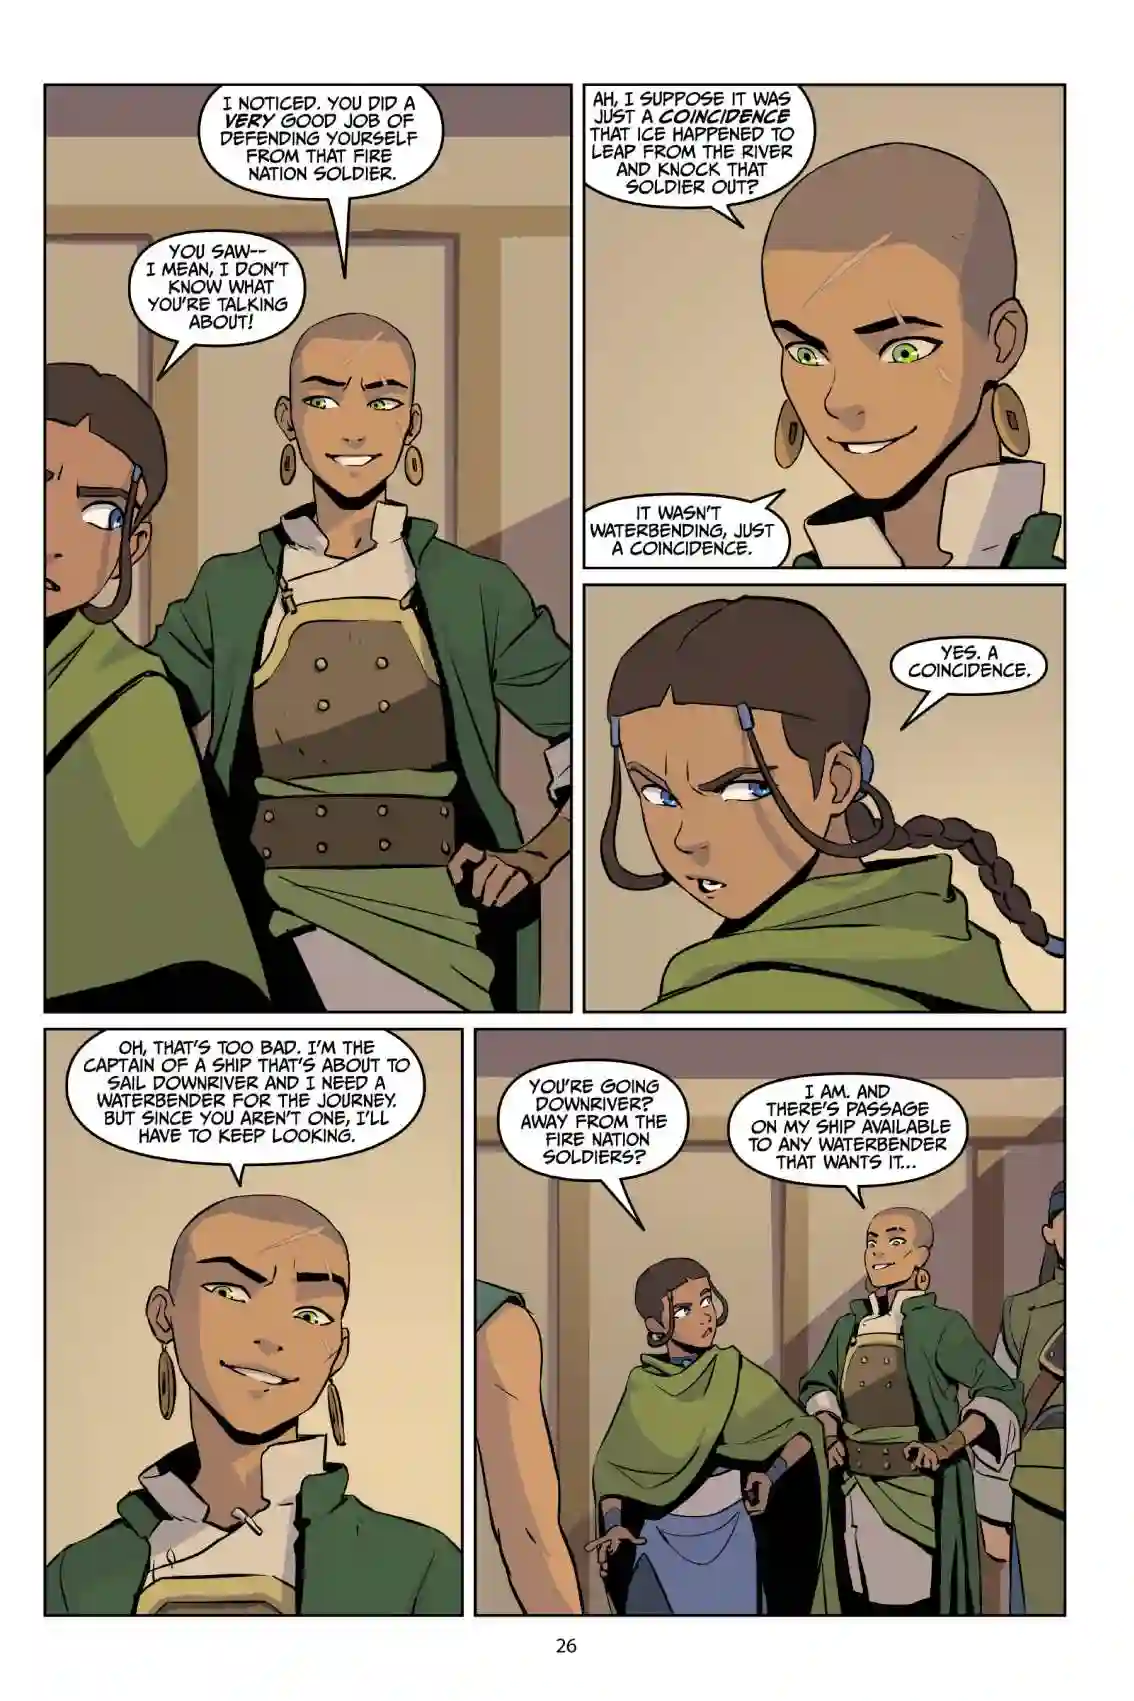 I NOTICED. YOU DID A
VERY GOOD JOB OF
DEFENDING YOURSELF
FROM THAT FIRE
NATION SOLDIER.
YOU SAW--
I MEAN, I DON'T
KNOW WHAT
YOU'RE TALKING
ABOUT!
AH, I SUPPOSE IT WAS
JUST A COINCIDENCE
THAT ICE HAPPENED TO
LEAP FROM THE RIVER
AND KNOCK THAT
SOLDIER OUT?
IT WASN'T
WATERBENDING, JUST
A COINCIDENCE.
YES. A
COINCIDENCE.
OH, THAT'S TOO BAD. I'M THE
CAPTAIN OF A SHIP THAT'S ABOUT TO
SAIL DOWNRIVER AND I NEED A
WATERBENDER FOR THE JOURNEY.
BUT SINCE YOU AREN'T ONE, I'LL
HAVE TO KEEP LOOKING.
YOU'RE GOING
DOWNRIVER?
AWAY FROM THE
FIRE NATION
SOLDIERS?
I AM. AND
THERE'S PASSAGE
ON MY SHIP AVAILABLE
TO ANY WATERBENDER
THAT WANTS IT...
26